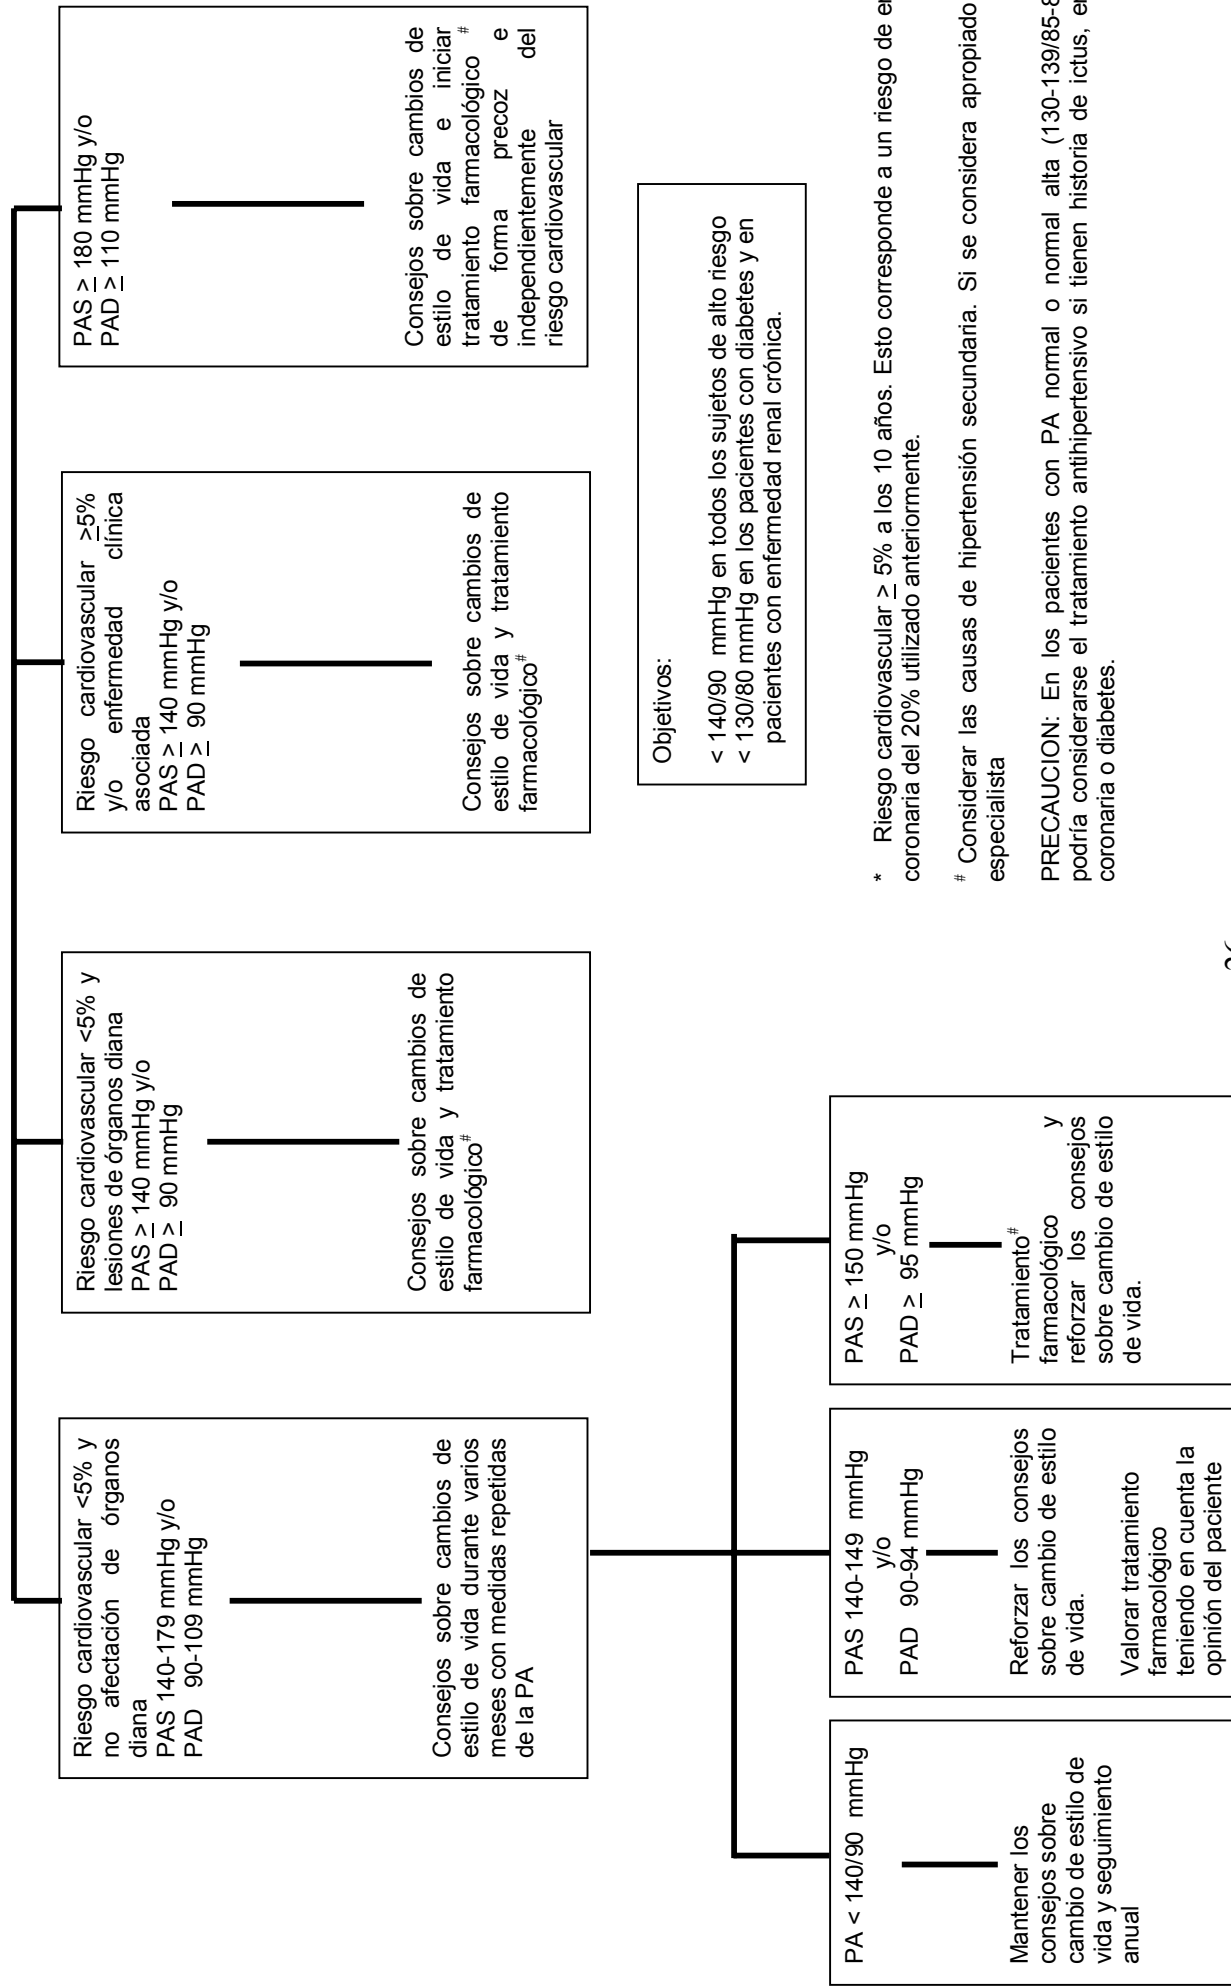 Riesgo cardiovascular <5% y
no afectación de órganos
diana
PAS 140-179 mmHg y/o
PAD 90-109 mmHg
Consejos sobre cambios de
estilo de vida durante varios
meses con medidas repetidas
de la PA
Riesgo cardiovascular <5% y
lesiones de órganos diana
PAS ≥ 140 mmHg y/o
PAD ≥ 90 mmHg
Consejos sobre cambios de
estilo de vida y tratamiento
farmacológico#
Riesgo cardiovascular ≥5%
y/o enfermedad clínica
asociada
PAS ≥ 140 mmHg y/o
PAD ≥ 90 mmHg
Consejos sobre cambios de
estilo de vida y tratamiento
farmacológico#
PAS ≥ 180 mmHg y/o
PAD ≥ 110 mmHg
Consejos sobre cambios de
estilo de vida e iniciar
tratamiento farmacológico #
de forma precoz e
independientemente del
riesgo cardiovascular
PA < 140/90 mmHg
Mantener los
consejos sobre
cambio de estilo de
vida y seguimiento
anual
PAS 140-149 mmHg
y/o
PAD 90-94 mmHg
Reforzar los consejos
sobre cambio de estilo
de vida.
Valorar tratamiento
farmacológico
teniendo en cuenta la
opinión del paciente
PAS ≥ 150 mmHg
y/o
PAD ≥ 95 mmHg
Tratamiento#
farmacológico y
reforzar los consejos
sobre cambio de estilo
de vida.
Objetivos:
< 140/90 mmHg en todos los sujetos de alto riesgo
< 130/80 mmHg en los pacientes con diabetes y en
pacientes con enfermedad renal crónica.
* Riesgo cardiovascular ≥ 5% a los 10 años. Esto corresponde a un riesgo de
coronaria del 20% utilizado anteriormente.
# Considerar las causas de hipertensión secundaria. Si se considera apropiado
especialista
PRECAUCION: En los pacientes con PA normal o normal alta (130-139/85-8
podría considerarse el tratamiento antihipertensivo si tienen historia de ictus,
coronaria o diabetes.